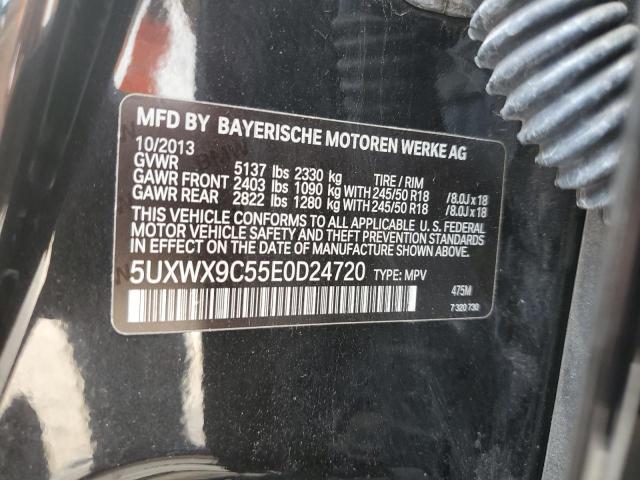 MFD BY BAYERISCHE MOTOREN WERKE AG
10/2013
GVWR 5137 lbs 2330 kg TIRE / RIM
GAWR FRONT 2403 lbs 1090 kg WITH 245/50 R18 /8.0J x 18
GAWR REAR 2822 lbs 1280 kg WITH 245/50 R18 /8.0J x 18
THIS VEHICLE CONFORMS TO ALL APPLICABLE U. S. FEDERAL
MOTOR VEHICLE SAFETY AND THEFT PREVENTION STANDARDS
IN EFFECT ON THE DATE OF MANUFACTURE SHOWN ABOVE.
5UXWX9C55E0D24720 TYPE: MPV
475M
7 320 730